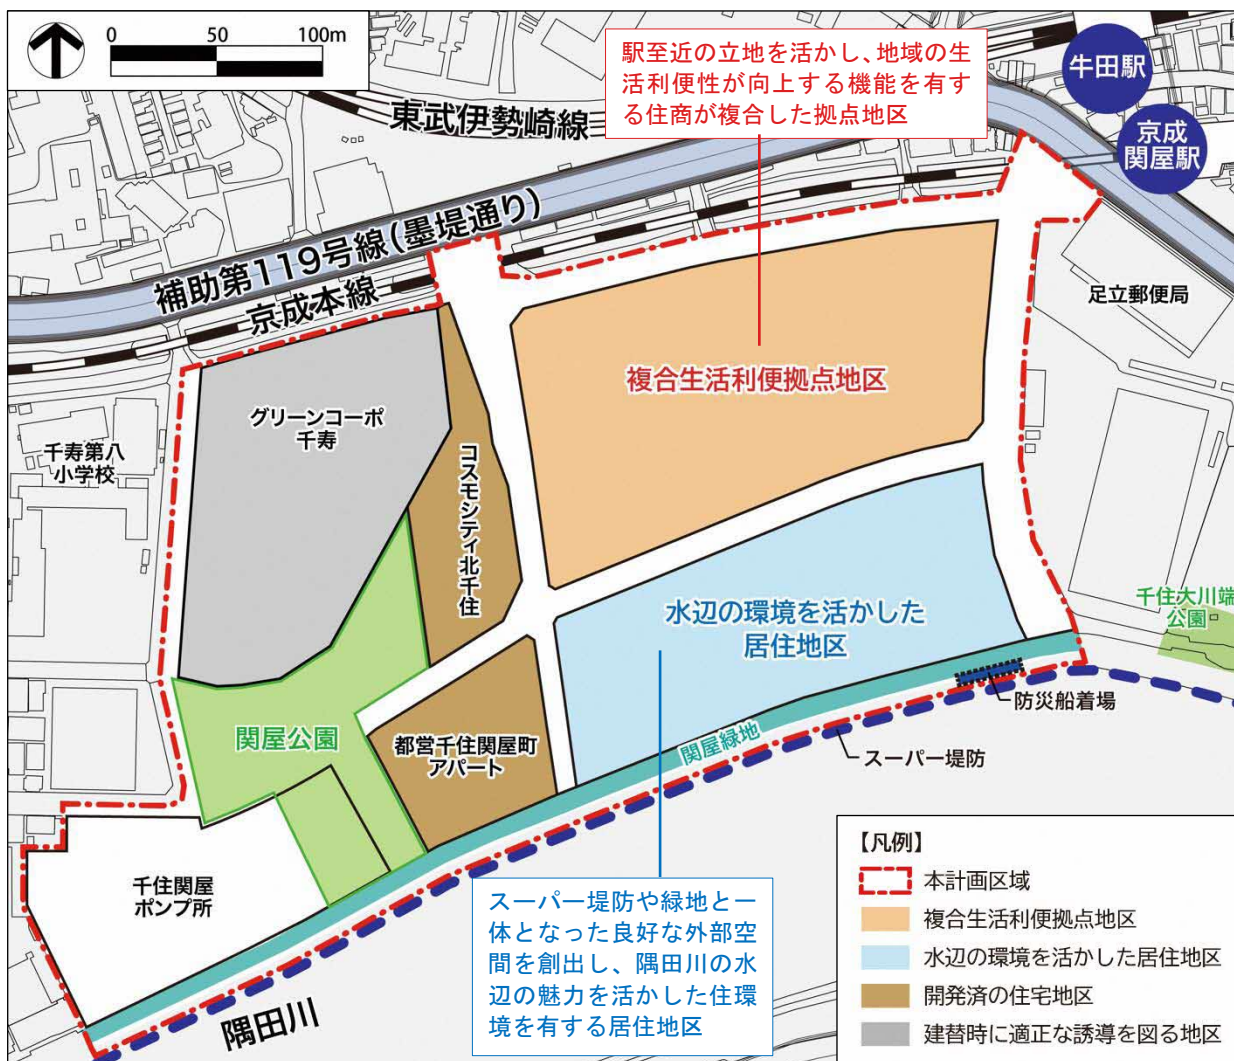 0 50 100m
駅至近の立地を活かし、地域の生
活利便性が向上する機能を有す
る住商が複合した拠点地区
牛田駅
京成
関屋駅
東武伊勢崎線
補助第119号線(墨堤通り)
京成本線
足立郵便局
複合生活利便拠点地区
グリーンコーポ
千寿
千寿第八
小学校
コスモシティ北千住
水辺の環境を活かした
居住地区
千住大川端
公園
防災船着場
関屋公園
都営千住関屋町
アパート
関屋緑地
スーパー堤防
千住関屋
ポンプ所
スーパー堤防や緑地と一
体となった良好な外部空
間を創出し、隅田川の水
辺の魅力を活かした住環
境を有する居住地区
隅田川
【凡例】
本計画区域
複合生活利便拠点地区
水辺の環境を活かした居住地区
開発済の住宅地区
建替時に適正な誘導を図る地区